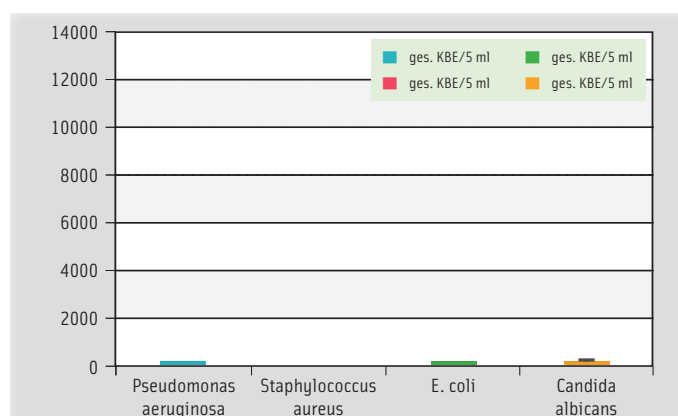 14000
12000
10000
8000
6000
4000
2000
0
ges. KBE/5 ml ges. KBE/5 ml
ges. KBE/5 ml ges. KBE/5 ml
Pseudomonas Staphylococcus E. coli Candida
aeruginosa aureus albicans